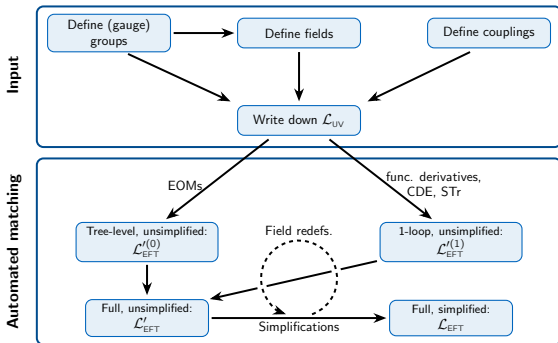 Input
Define (gauge)
groups
Define fields
Define couplings
Write down ℒ_UV
Automated matching
EOMs
func. derivatives,
CDE, STr
Tree-level, unsimplified:
ℒ′_EFT^(0)
Field redefs.
1-loop, unsimplified:
ℒ′_EFT^(1)
Full, unsimplified:
ℒ′_EFT
Simplifications
Full, simplified:
ℒ_EFT